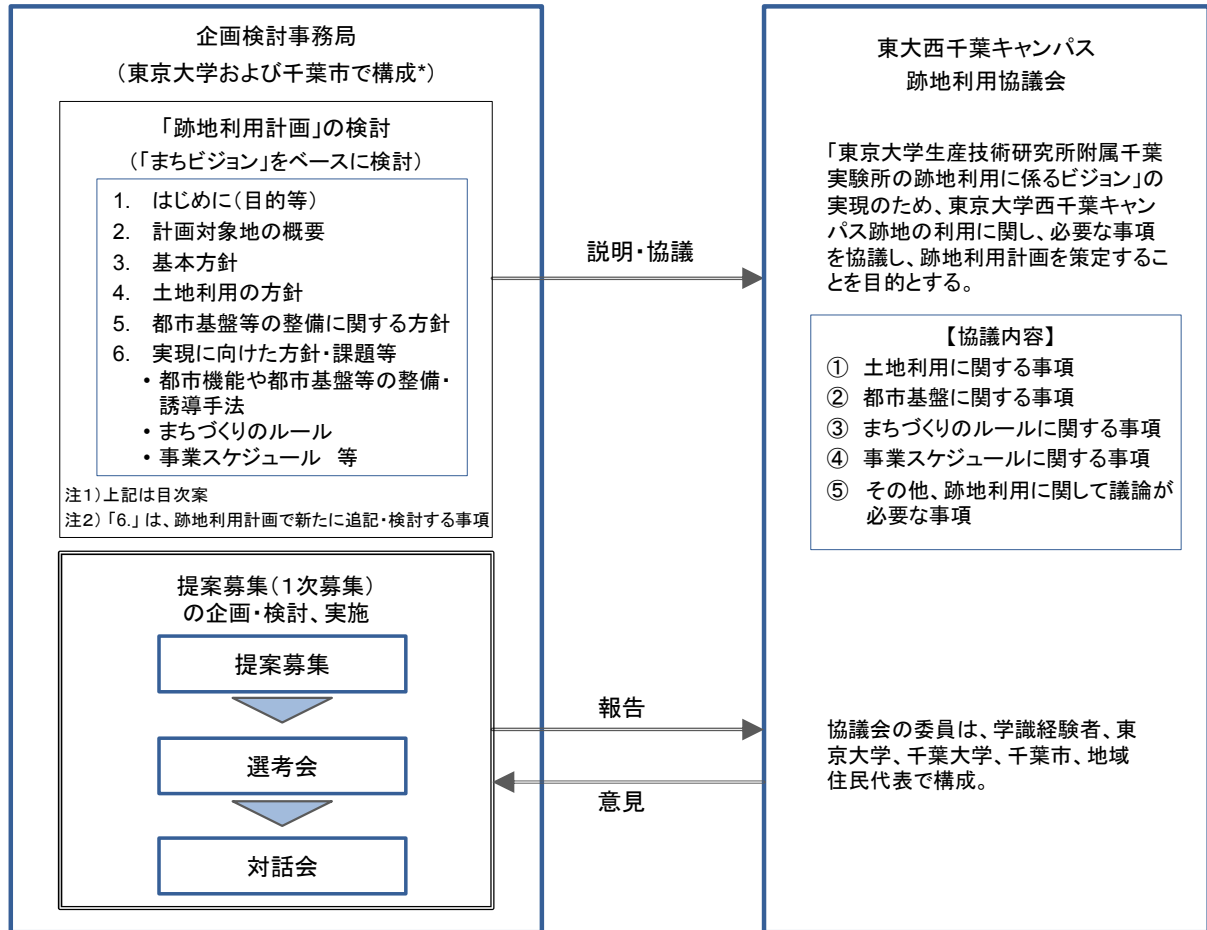 企画検討事務局
（東京大学および千葉市で構成*）
「跡地利用計画」の検討
（「まちビジョン」をベースに検討）
1. はじめに（目的等）
2. 計画対象地の概要
3. 基本方針
4. 土地利用の方針
5. 都市基盤等の整備に関する方針
6. 実現に向けた方針・課題等
・都市機能や都市基盤等の整備・
誘導手法
・まちづくりのルール
・事業スケジュール 等
注１）上記は目次案
注２）「6.」は、跡地利用計画で新たに追記・検討する事項
提案募集（１次募集）
の企画・検討、実施
提案募集
選考会
対話会
説明・協議
報告
意見
東大西千葉キャンパス
跡地利用協議会
「東京大学生産技術研究所附属千葉
実験所の跡地利用に係るビジョン」の
実現のため、東京大学西千葉キャン
パス跡地の利用に関し、必要な事項
を協議し、跡地利用計画を策定するこ
とを目的とする。
【協議内容】
① 土地利用に関する事項
② 都市基盤に関する事項
③ まちづくりのルールに関する事項
④ 事業スケジュールに関する事項
⑤ その他、跡地利用に関して議論が
必要な事項
協議会の委員は、学識経験者、東
京大学、千葉大学、千葉市、地域
住民代表で構成。